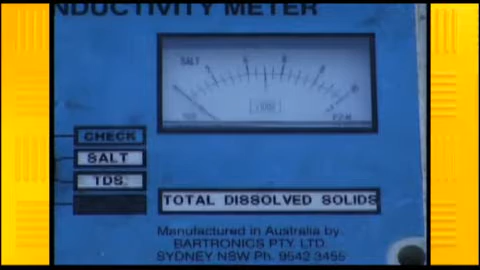 NDUCTIVITY METER
SALT
CHECK
SALT
TDS.
TOTAL DISSOLVED SOLIDS
Manufactured in Australia by
BARTRONICS PTY. LTD.
SYDNEY NSW Ph. 9542 3455